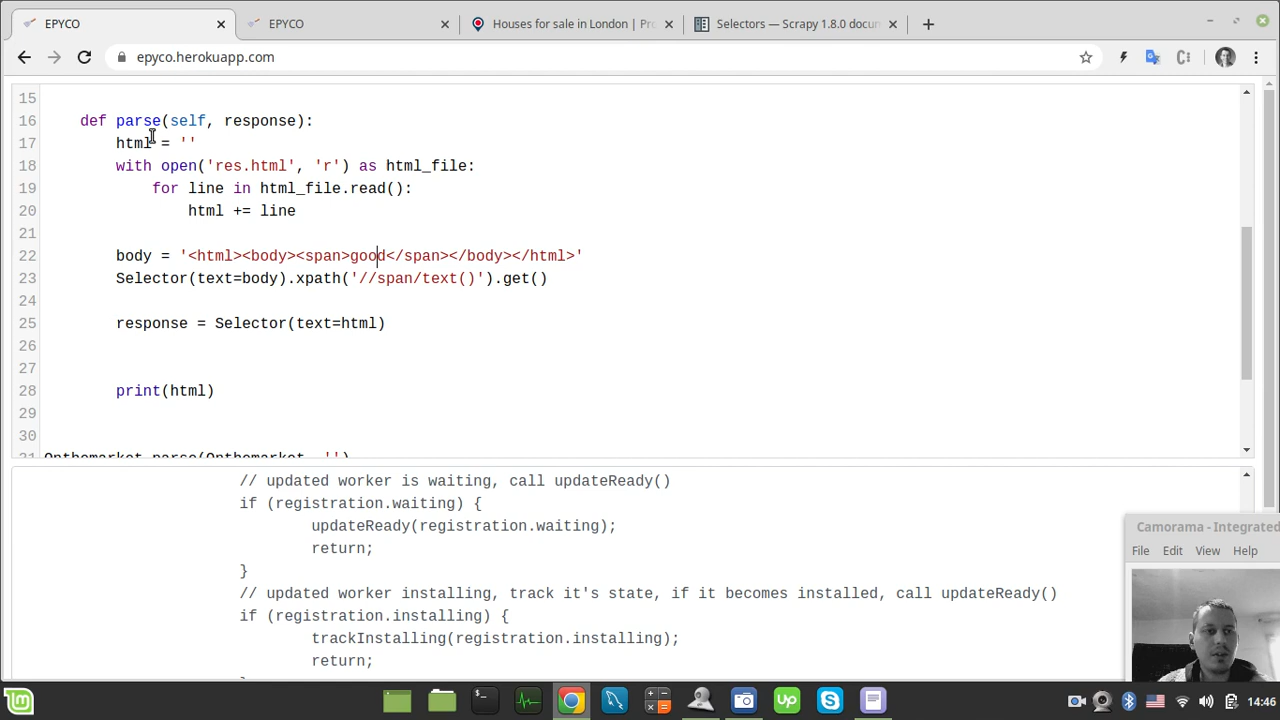 EPYCO
EPYCO
Houses for sale in London | Pr
Selectors — Scrapy 1.8.0 docu
epyco.herokuapp.com
15
16 def parse(self, response):
17 html = ''
18 with open('res.html', 'r') as html_file:
19 for line in html_file.read():
20 html += line
21
22 body = '<html><body><span>good</span></body></html>'
23 Selector(text=body).xpath('//span/text()').get()
24
25 response = Selector(text=html)
26
27
28 print(html)
29
30
31 Onthemarket.parse(Onthemarket, '')
// updated worker is waiting, call updateReady()
if (registration.waiting) {
updateReady(registration.waiting);
return;
}
// updated worker installing, track it's state, if it becomes installed, call updateReady()
if (registration.installing) {
trackInstalling(registration.installing);
return;
Camorama - Integrated
File Edit View Help
14:46